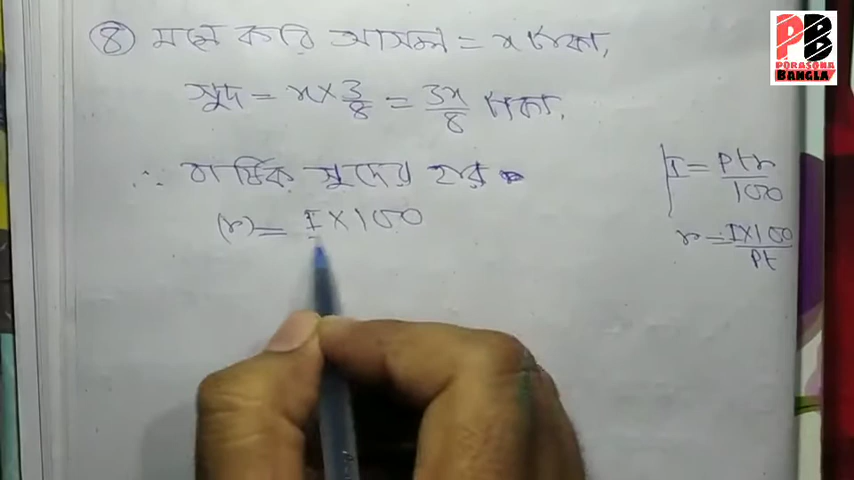 ৪ মনে করি আসল = x টাকা,
সুদ = x × 3/8 = 3x/8 টাকা,
∴ বার্ষিক সুদের হার
(r) = I × 100
I = ptr/100
r = I×100/pt
PB
PORASONA
BANGLA